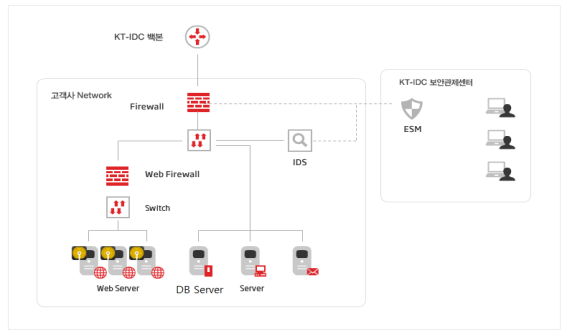 KT-IDC 백본
고객사 Network
KT-IDC 보안관제센터
Firewall
ESM
IDS
Web Firewall
Switch
Web Server
DB Server
Server